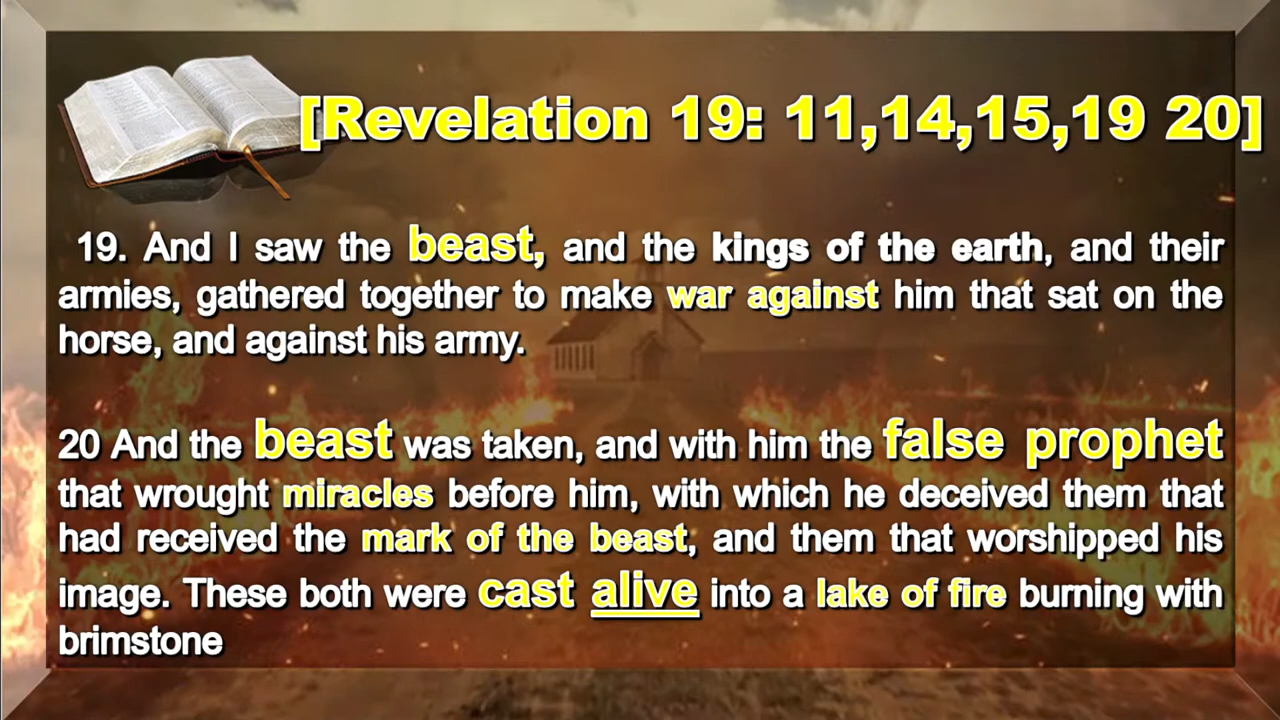 [Revelation 19: 11,14,15,19 20]
19. And I saw the beast, and the kings of the earth, and their
armies, gathered together to make war against him that sat on the
horse, and against his army.
20 And the beast was taken, and with him the false prophet
that wrought miracles before him, with which he deceived them that
had received the mark of the beast, and them that worshipped his
image. These both were cast alive into a lake of fire burning with
brimstone